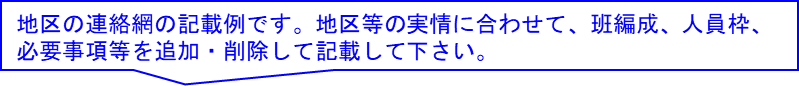 地区の連絡網の記載例です。地区等の実情に合わせて、班編成、人員枠、
必要事項等を追加・削除して記載して下さい。